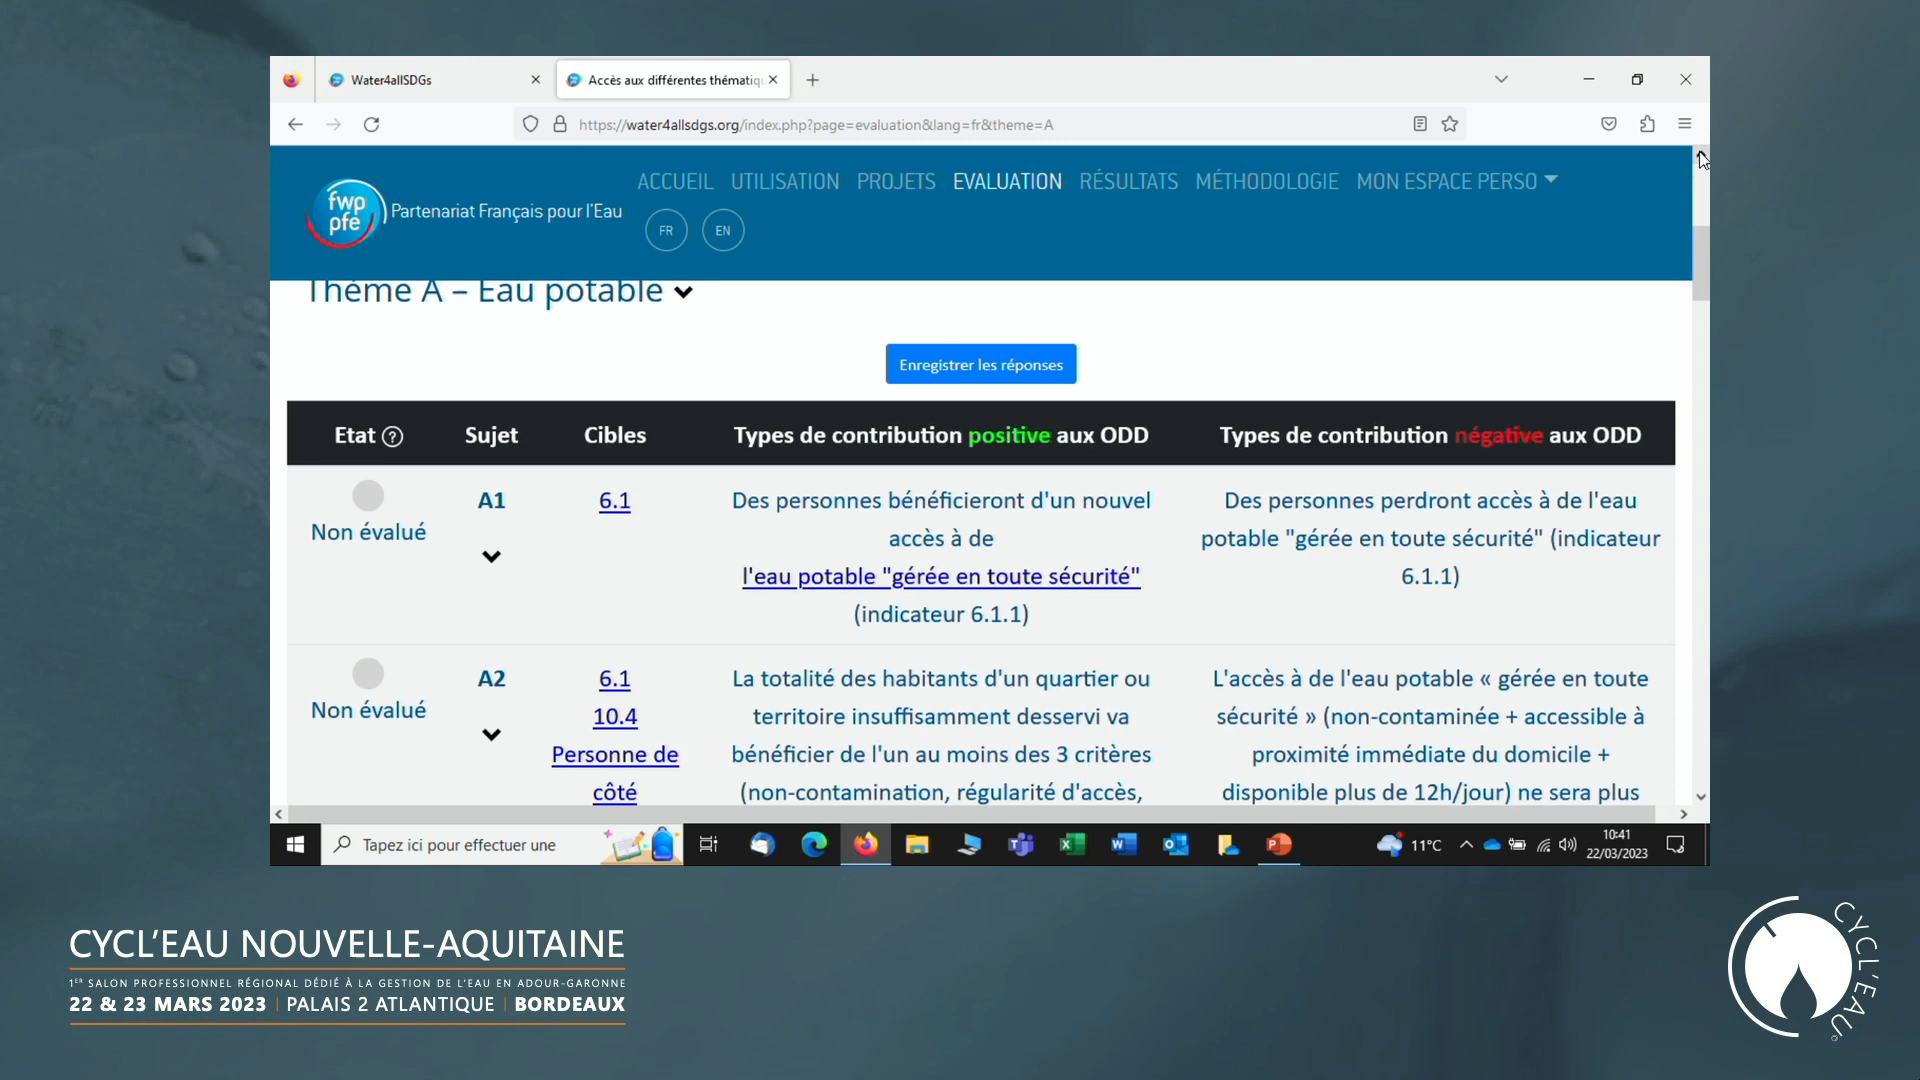 Water4allSDGs
Accès aux différentes thématiq
https://water4allsdgs.org/index.php?page=evaluation&lang=fr&theme=A
fwp
pfe
Partenariat Français pour l'Eau
ACCUEIL UTILISATION PROJETS EVALUATION RÉSULTATS MÉTHODOLOGIE MON ESPACE PERSO
FR EN
Thème A – Eau potable
Enregistrer les réponses
Etat ? Sujet Cibles Types de contribution positive aux ODD Types de contribution négative aux ODD
Non évalué
A1
6.1
Des personnes bénéficieront d'un nouvel
accès à de
l'eau potable "gérée en toute sécurité"
(indicateur 6.1.1)
Des personnes perdront accès à de l'eau
potable "gérée en toute sécurité" (indicateur
6.1.1)
Non évalué
A2
6.1
10.4
Personne de
côté
La totalité des habitants d'un quartier ou
territoire insuffisamment desservi va
bénéficier de l'un au moins des 3 critères
(non-contamination, régularité d'accès,
L'accès à de l'eau potable « gérée en toute
sécurité » (non-contaminée + accessible à
proximité immédiate du domicile +
disponible plus de 12h/jour) ne sera plus
Tapez ici pour effectuer une
11°C
10:41
22/03/2023
CYCL'EAU NOUVELLE-AQUITAINE
1ER SALON PROFESSIONNEL RÉGIONAL DÉDIÉ À LA GESTION DE L'EAU EN ADOUR-GARONNE
22 & 23 MARS 2023 | PALAIS 2 ATLANTIQUE | BORDEAUX
CYCL'EAU